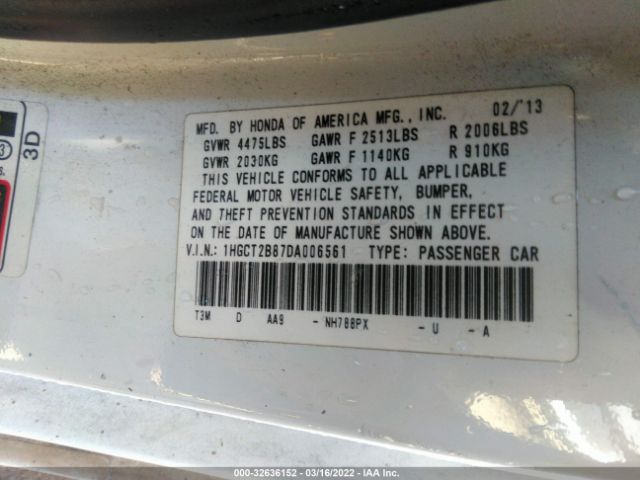 MFD. BY HONDA OF AMERICA MFG., INC. 02/'13
GVWR 4475LBS GAWR F 2513LBS R 2006LBS
GVWR 2030KG GAWR F 1140KG R 910KG
THIS VEHICLE CONFORMS TO ALL APPLICABLE
FEDERAL MOTOR VEHICLE SAFETY, BUMPER,
AND THEFT PREVENTION STANDARDS IN EFFECT
ON THE DATE OF MANUFACTURE SHOWN ABOVE.
V.I.N.: 1HGCT2B87DA006561 TYPE: PASSENGER CAR
T3M D AA9 - NH788PX - U - A
3D
3
S.
000-32636152 - 03/16/2022 - IAA Inc.